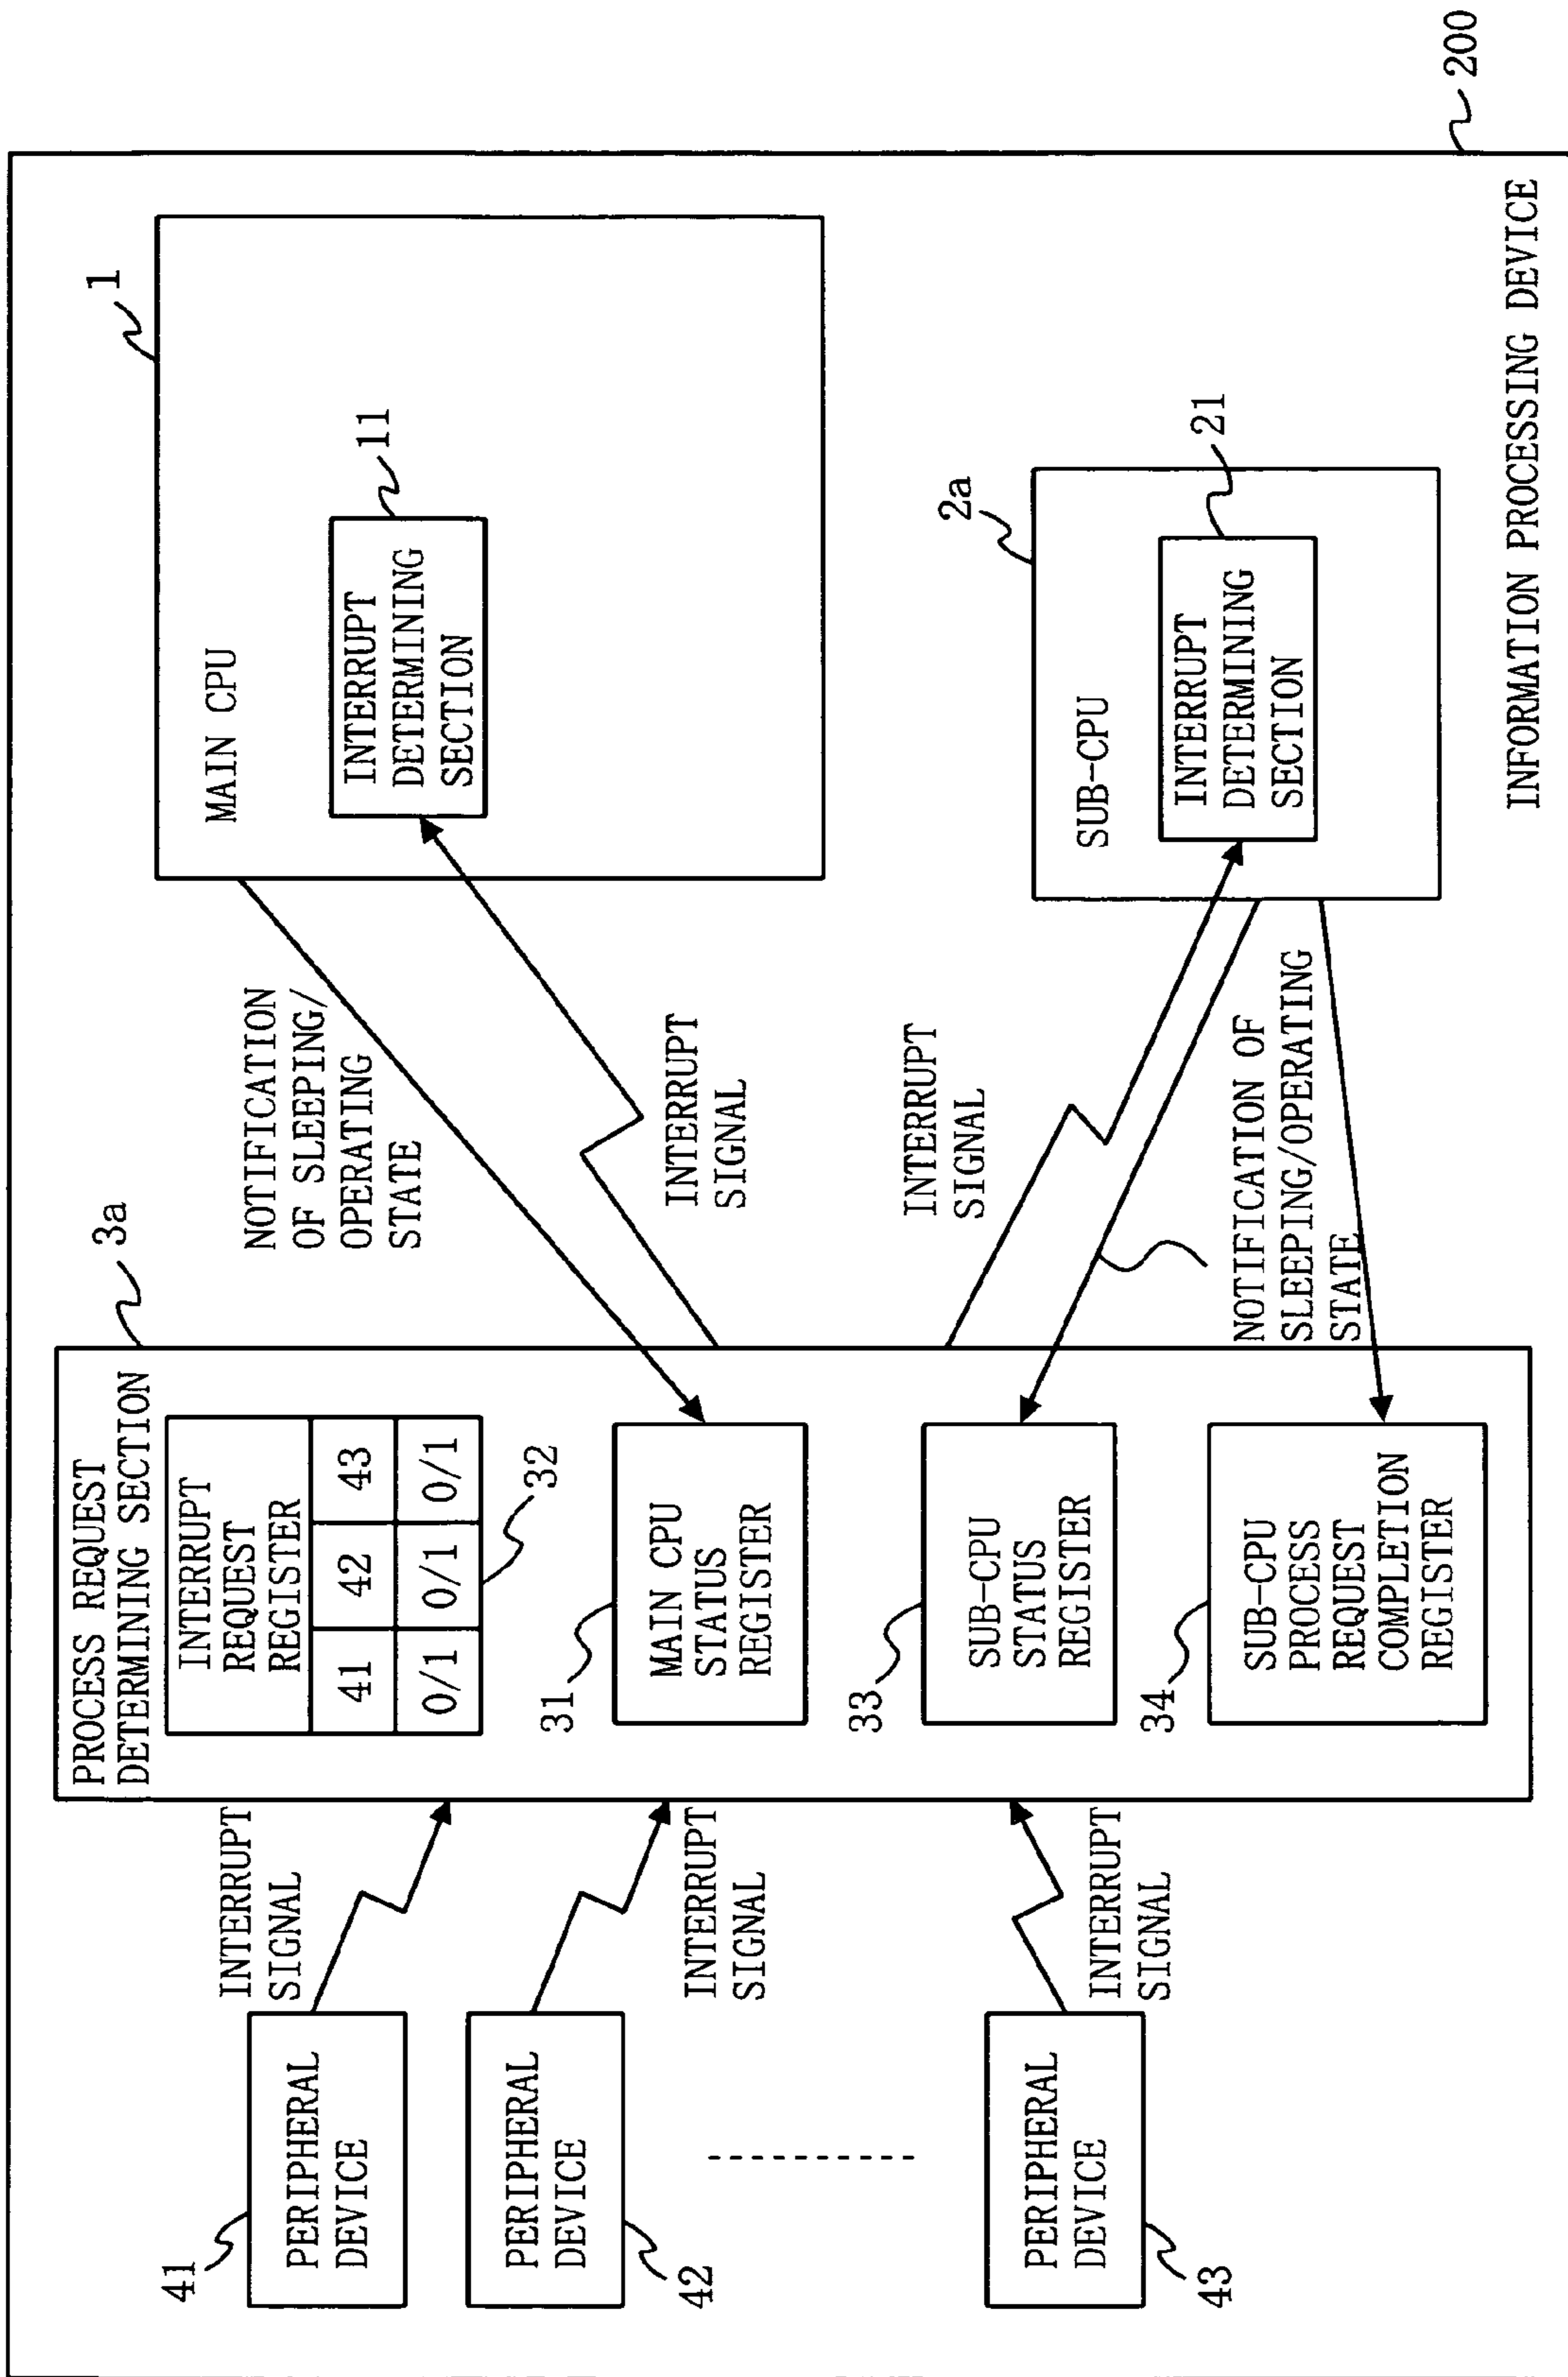 200
PROCESS REQUEST
DETERMINING SECTION
3a
INTERRUPT
REQUEST
REGISTER
41 42 43
0/1 0/1 0/1
32
31
MAIN CPU
STATUS
REGISTER
33
SUB-CPU
STATUS
REGISTER
34
SUB-CPU
PROCESS
REQUEST
COMPLETION
REGISTER
41
PERIPHERAL
DEVICE
INTERRUPT
SIGNAL
42
PERIPHERAL
DEVICE
INTERRUPT
SIGNAL
43
PERIPHERAL
DEVICE
INTERRUPT
SIGNAL
NOTIFICATION
OF SLEEPING/
OPERATING
STATE
INTERRUPT
SIGNAL
INTERRUPT
SIGNAL
NOTIFICATION OF
SLEEPING/OPERATING
STATE
1
MAIN CPU
11
INTERRUPT
DETERMINING
SECTION
2a
SUB-CPU
21
INTERRUPT
DETERMINING
SECTION
INFORMATION PROCESSING DEVICE